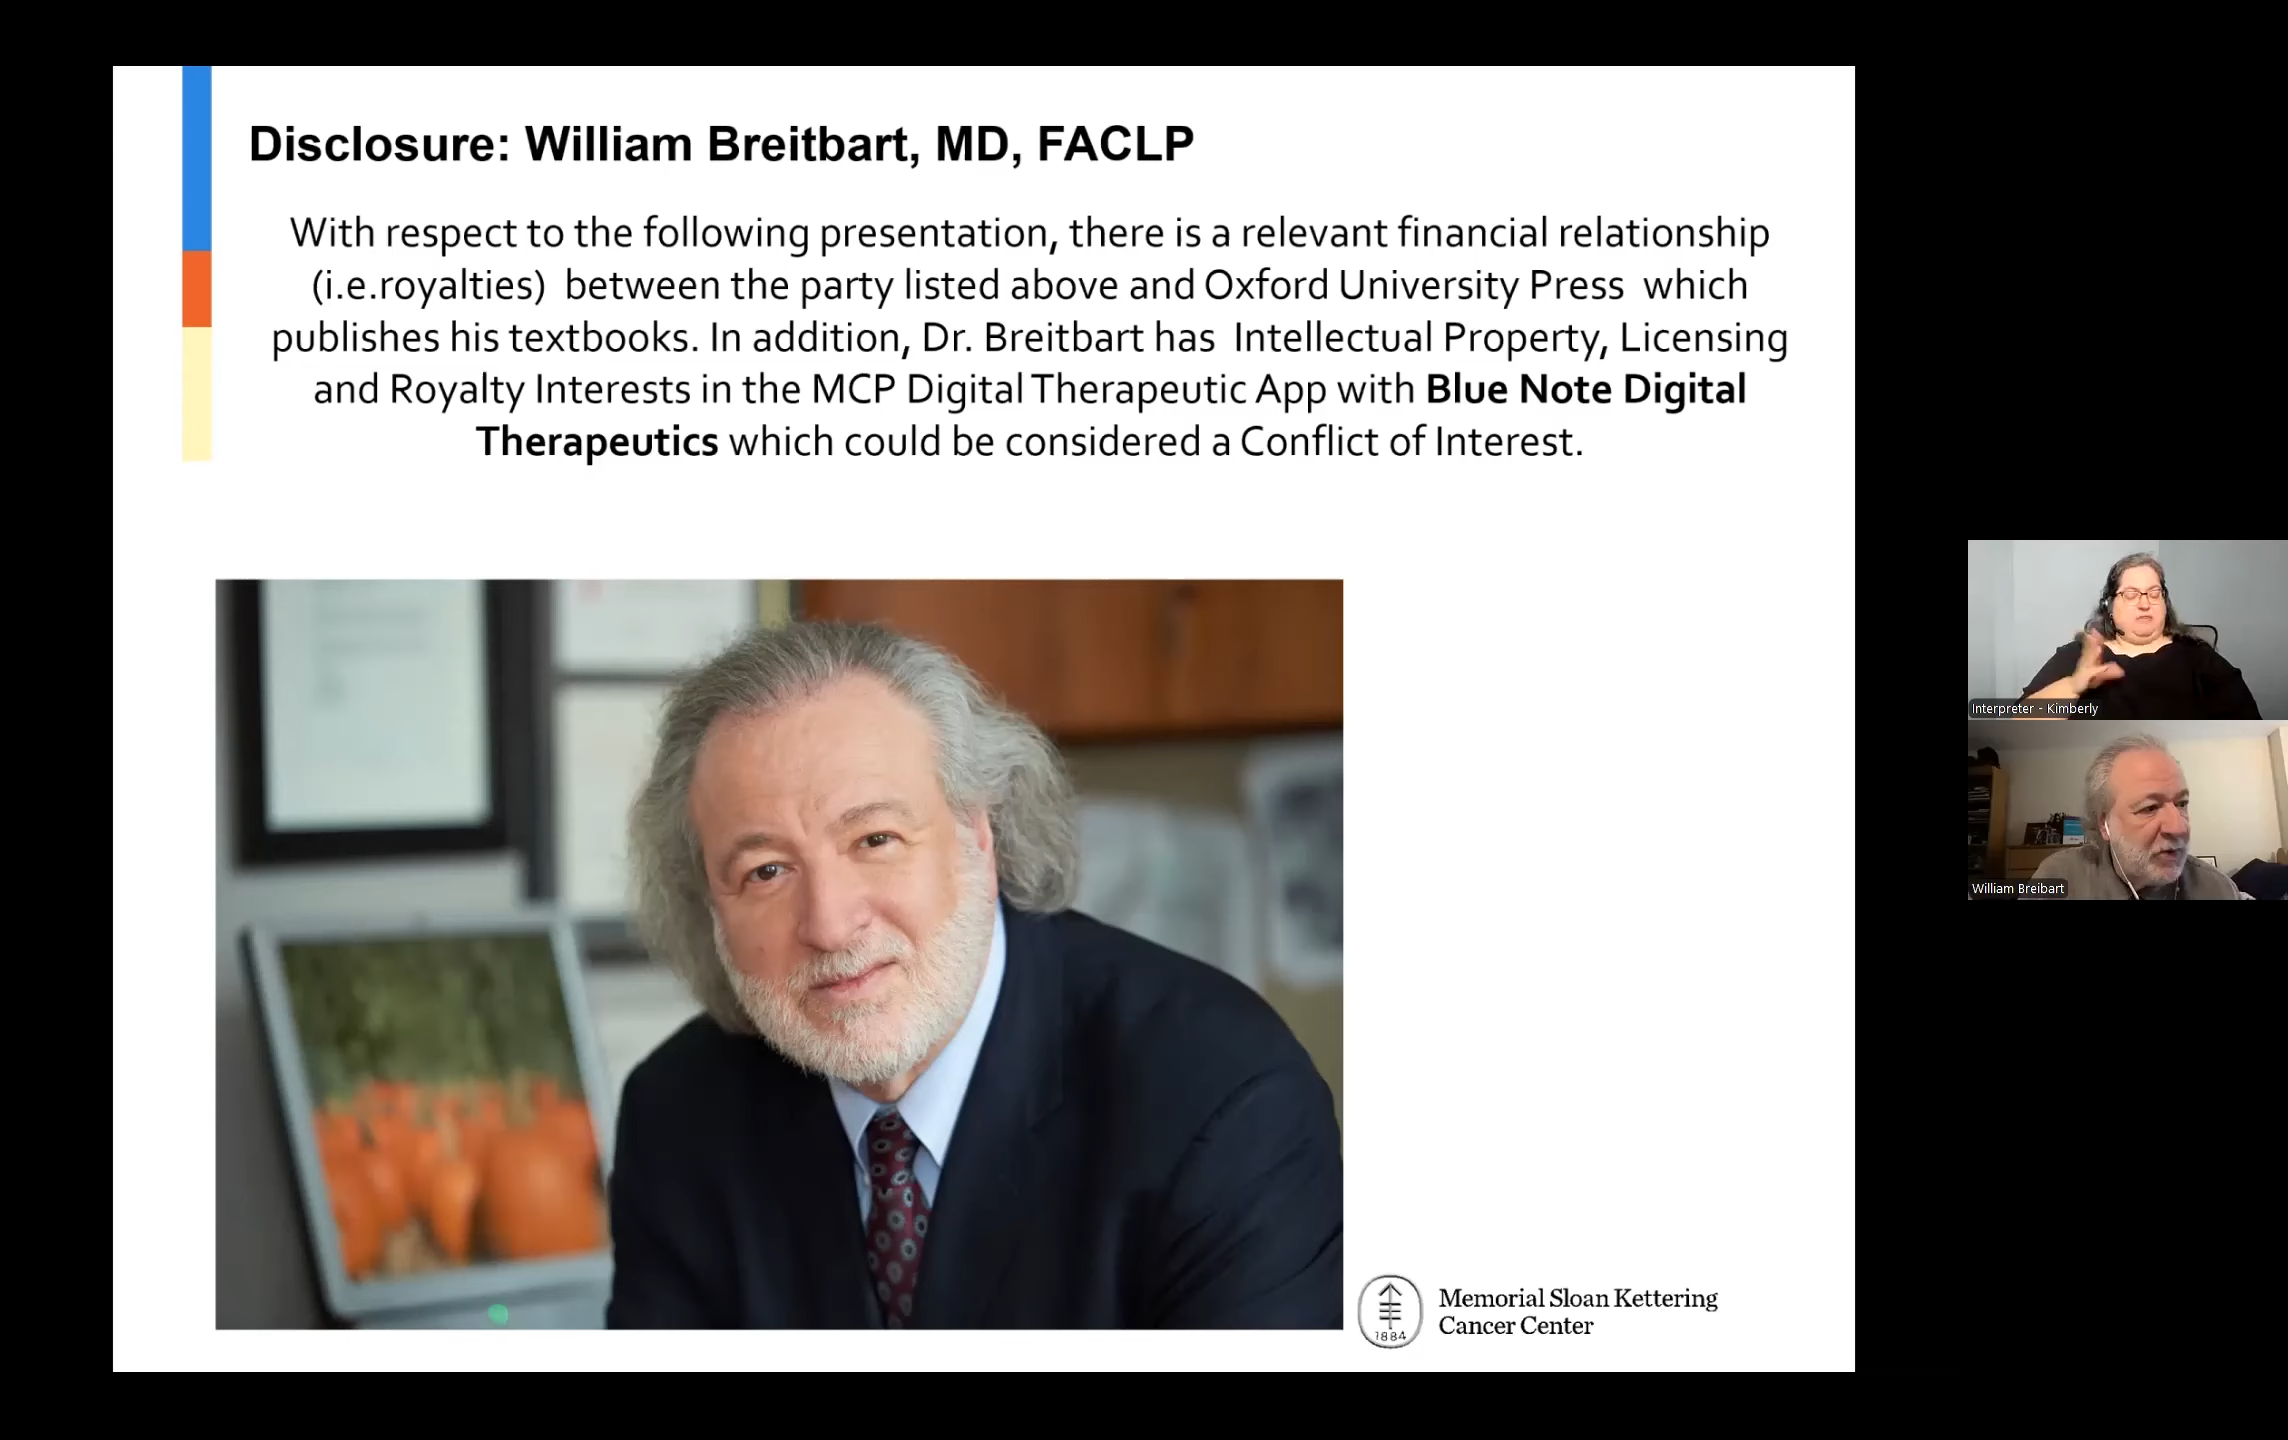 Disclosure: William Breitbart, MD, FACLP
With respect to the following presentation, there is a relevant financial relationship
(i.e.royalties)  between the party listed above and Oxford University Press  which
publishes his textbooks. In addition, Dr. Breitbart has  Intellectual Property, Licensing
and Royalty Interests in the MCP Digital Therapeutic App with Blue Note Digital
Therapeutics which could be considered a Conflict of Interest.
Interpreter - Kimberly
William Breibart
1884
Memorial Sloan Kettering
Cancer Center